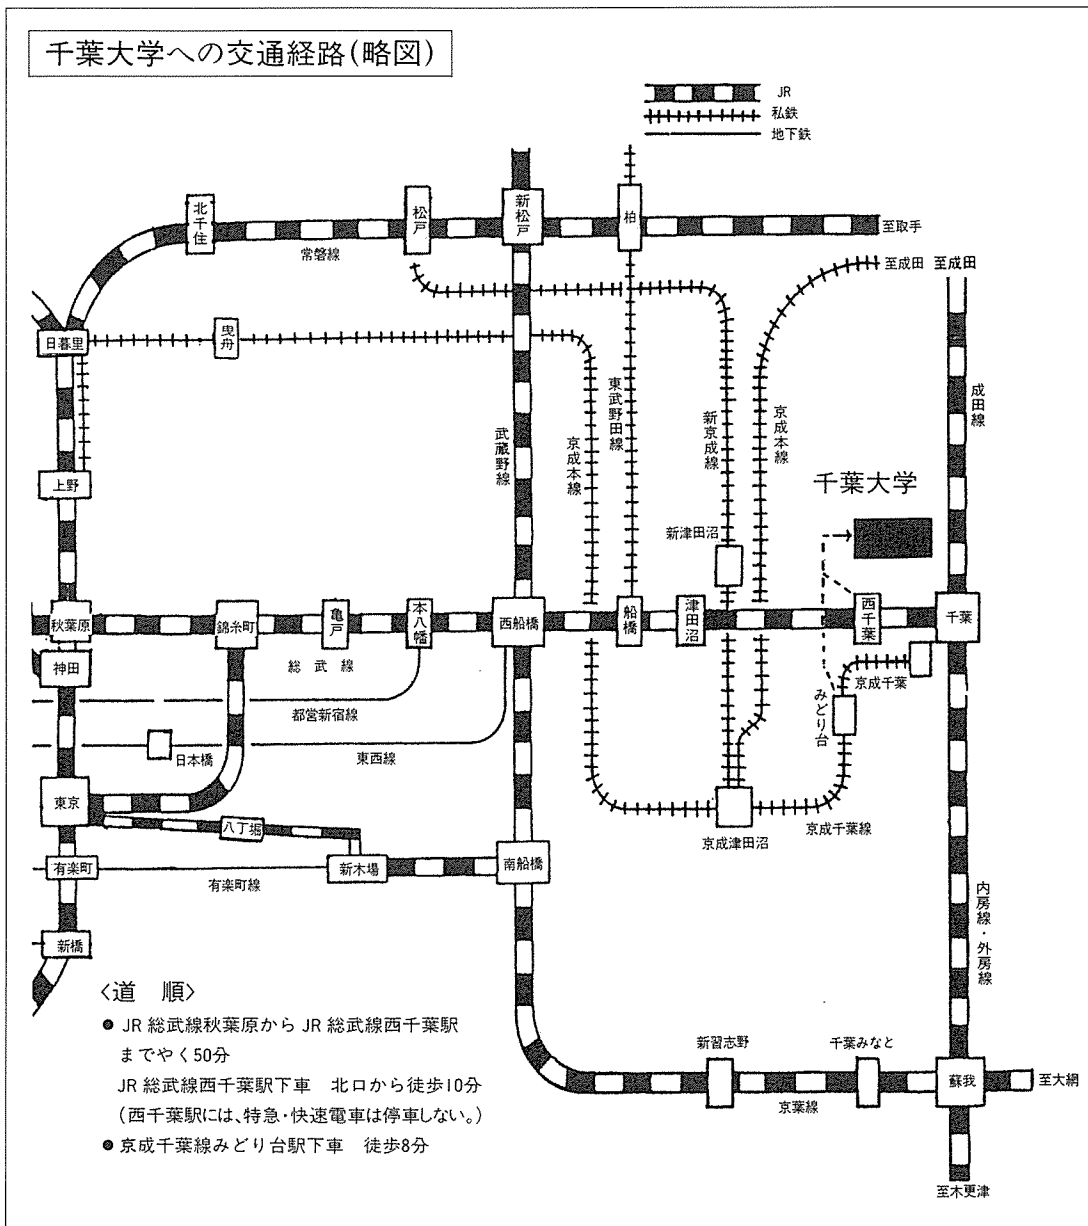 千葉大学への交通経路(略図)
JR
私鉄
地下鉄
北千住
松戸
新松戸
柏
至取手
常磐線
至成田
至成田
日暮里
曳舟
東武野田線
新京成線
京成本線
成田線
武蔵野線
京成本線
上野
千葉大学
新津田沼
秋葉原
錦糸町
亀戸
本八幡
西船橋
船橋
津田沼
西千葉
千葉
総武線
神田
京成千葉
都営新宿線
みどり台
日本橋
東西線
東京
八丁堀
京成津田沼
京成千葉線
有楽町
有楽町線
新木場
南船橋
内房線・外房線
新橋
〈道 順〉
● JR 総武線秋葉原から JR 総武線西千葉駅
までやく50分
JR 総武線西千葉駅下車 北口から徒歩10分
(西千葉駅には、特急・快速電車は停車しない。)
● 京成千葉線みどり台駅下車 徒歩8分
新習志野
千葉みなと
蘇我
至大網
京葉線
至木更津